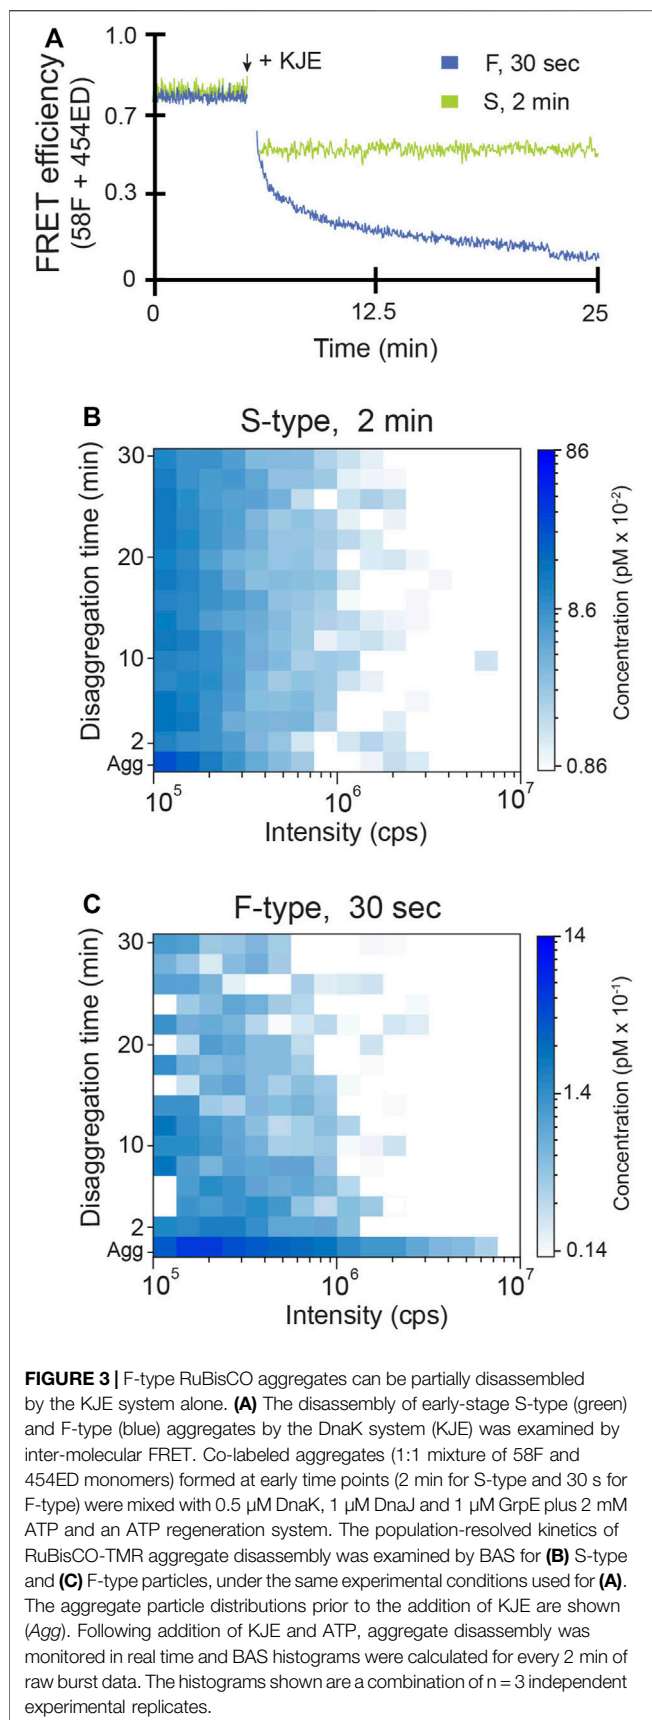 A
FRET efficiency
(58F + 454ED)
1.0
0.7
0.3
0
+ KJE
F, 30 sec
S, 2 min
0
12.5
25
Time (min)
B
S-type, 2 min
Disaggregation time (min)
30
20
10
2
Agg
10^5
10^6
10^7
Intensity (cps)
86
8.6
0.86
Concentration (pM x 10^-2)
C
F-type, 30 sec
Disaggregation time (min)
30
20
10
2
Agg
10^5
10^6
10^7
Intensity (cps)
14
1.4
0.14
Concentration (pM x 10^-1)
FIGURE 3 | F-type RuBisCO aggregates can be partially disassembled
by the KJE system alone. (A) The disassembly of early-stage S-type (green)
and F-type (blue) aggregates by the DnaK system (KJE) was examined by
inter-molecular FRET. Co-labeled aggregates (1:1 mixture of 58F and
454ED monomers) formed at early time points (2 min for S-type and 30 s for
F-type) were mixed with 0.5 µM DnaK, 1 µM DnaJ and 1 µM GrpE plus 2 mM
ATP and an ATP regeneration system. The population-resolved kinetics of
RuBisCO-TMR aggregate disassembly was examined by BAS for (B) S-type
and (C) F-type particles, under the same experimental conditions used for (A).
The aggregate particle distributions prior to the addition of KJE are shown
(Agg). Following addition of KJE and ATP, aggregate disassembly was
monitored in real time and BAS histograms were calculated for every 2 min of
raw burst data. The histograms shown are a combination of n = 3 independent
experimental replicates.